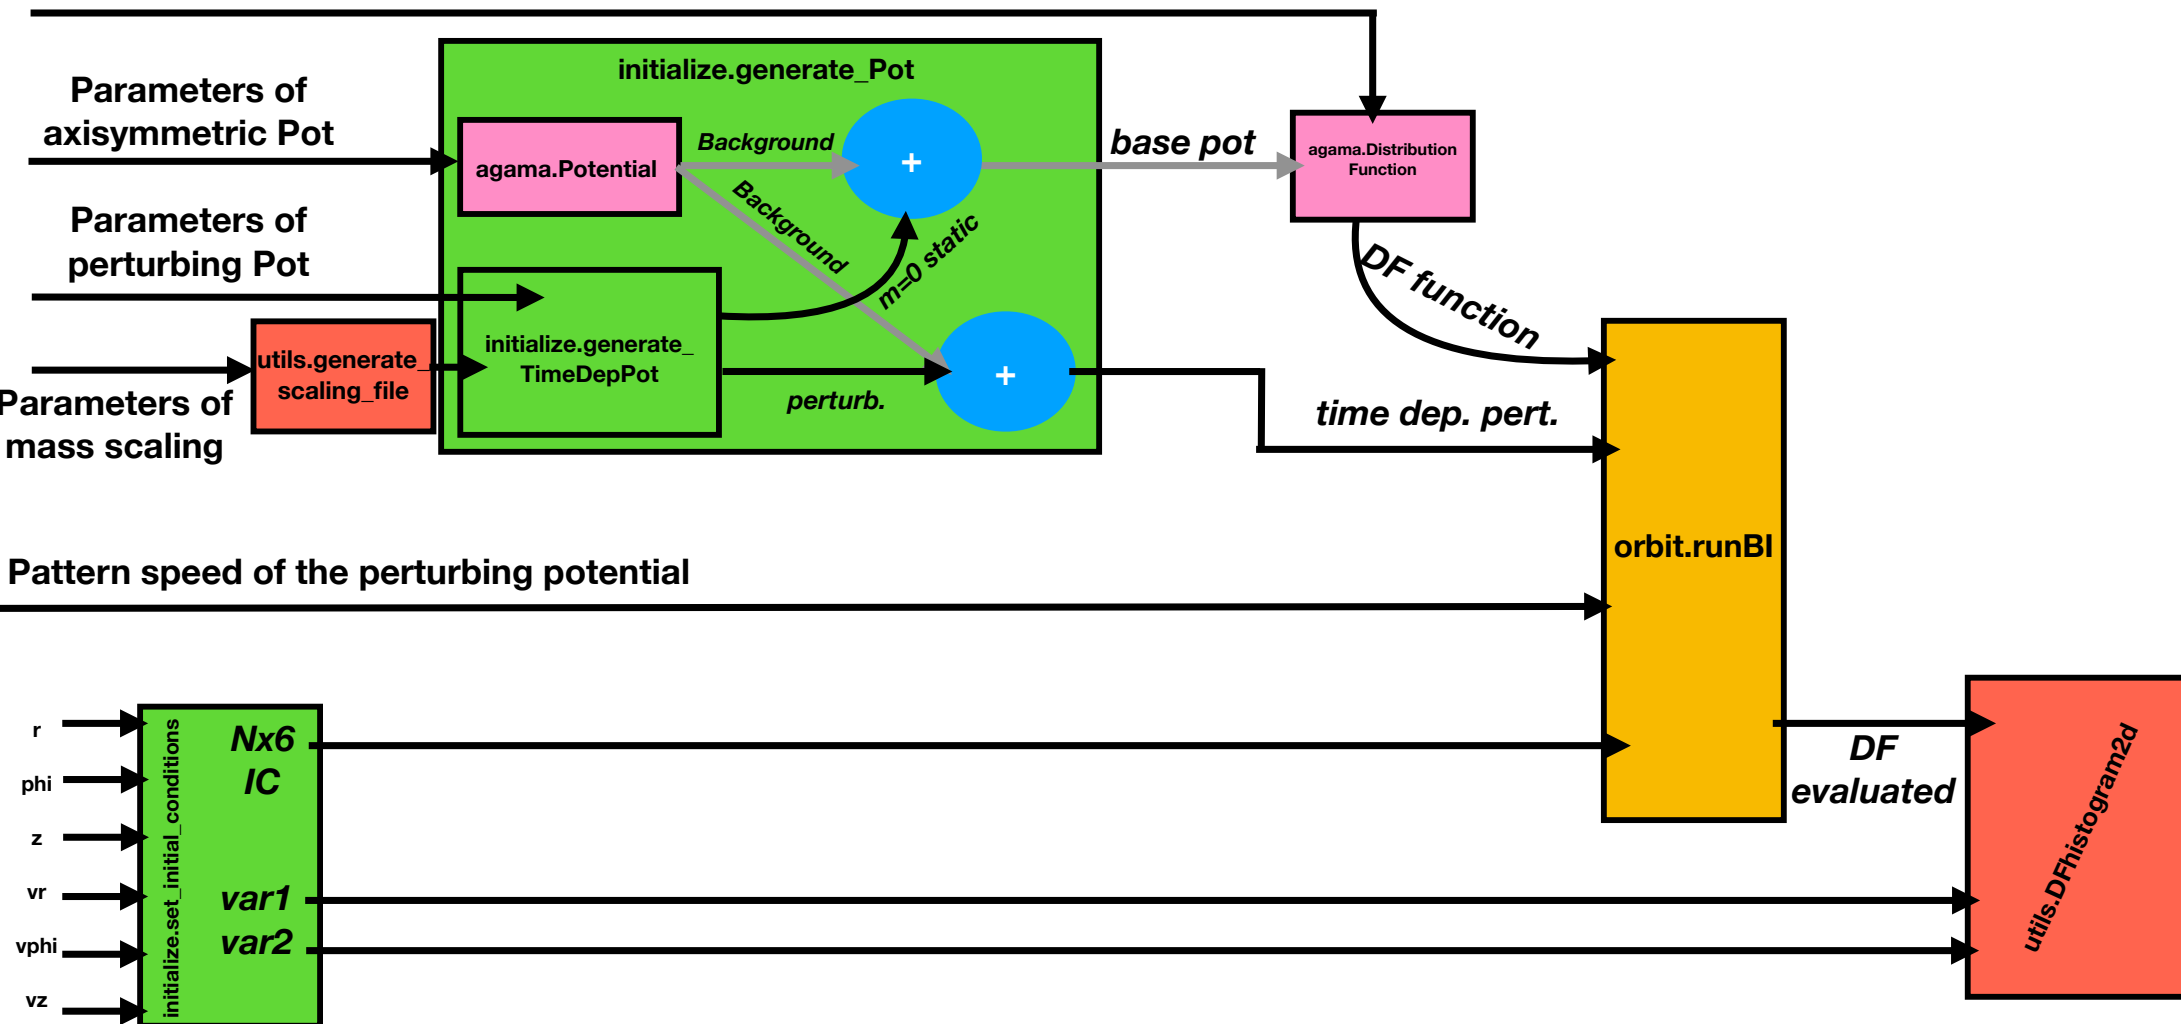 initialize.generate_Pot
Parameters of
axisymmetric Pot
agama.Potential
Background
+
base pot
agama.Distribution
Function
Background
m=0 static
Parameters of
perturbing Pot
DF function
utils.generate_
scaling_file
initialize.generate_
TimeDepPot
perturb.
+
time dep. pert.
Parameters of
mass scaling
orbit.runBI
Pattern speed of the perturbing potential
r
phi
z
vr
vphi
vz
initialize.set_initial_conditions
Nx6
IC
var1
var2
DF
evaluated
utils.DFhistogram2d